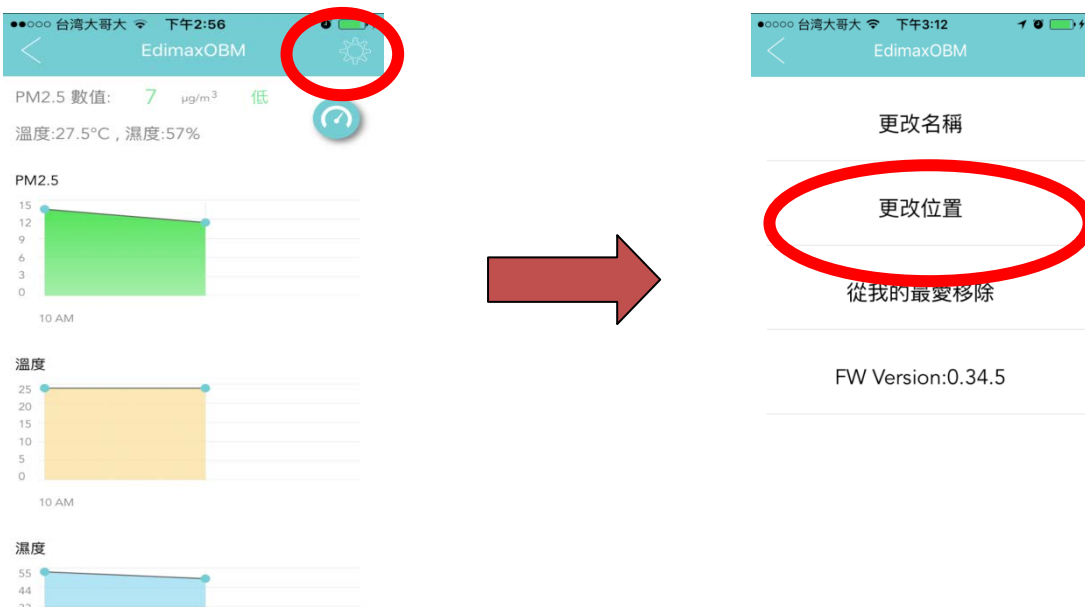 台湾大哥大 下午2:56
EdimaxOBM
PM2.5 數值: 7 μg/m³ 低
溫度:27.5°C , 濕度:57%
PM2.5
15
12
9
6
3
0
10 AM
溫度
25
20
15
10
5
0
10 AM
濕度
55
44
台湾大哥大 下午3:12
EdimaxOBM
更改名稱
更改位置
從我的最愛移除
FW Version:0.34.5